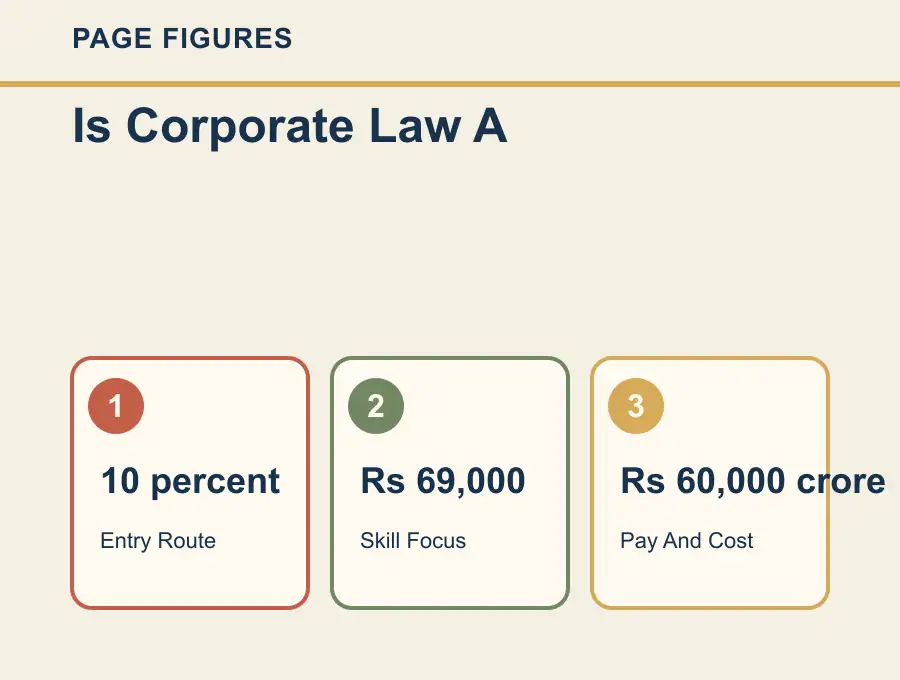 PAGE FIGURES
Is Corporate Law A
1
10 percent
Entry Route
2
Rs 69,000
Skill Focus
3
Rs 60,000 crore
Pay And Cost